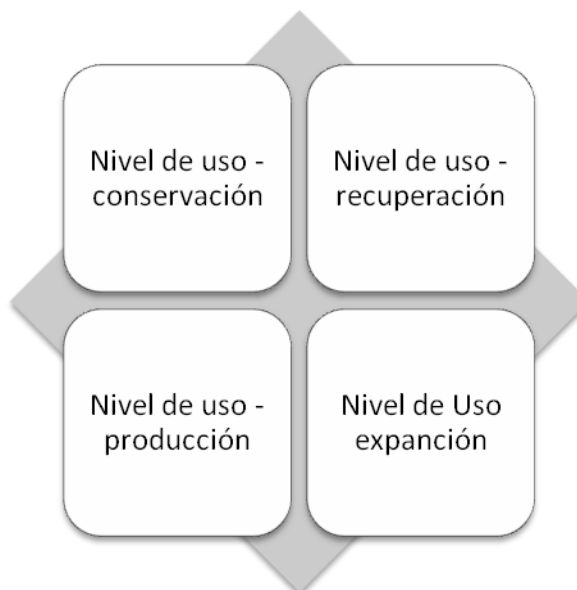 Nivel de uso -
conservación
Nivel de uso -
recuperación
Nivel de uso -
producción
Nivel de Uso
expanción